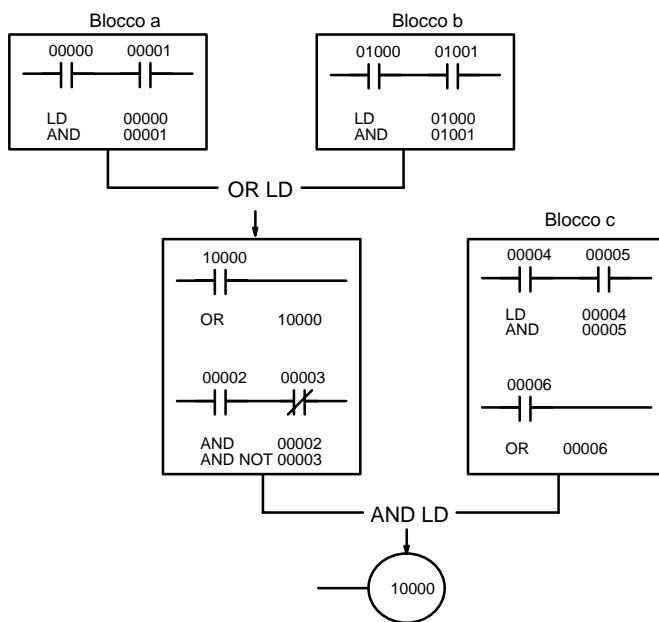 Blocco a
00000 00001
LD 00000
AND 00001
Blocco b
01000 01001
LD 01000
AND 01001
OR LD
10000
OR 10000
00002 00003
AND 00002
AND NOT 00003
Blocco c
00004 00005
LD 00004
AND 00005
00006
OR 00006
AND LD
10000